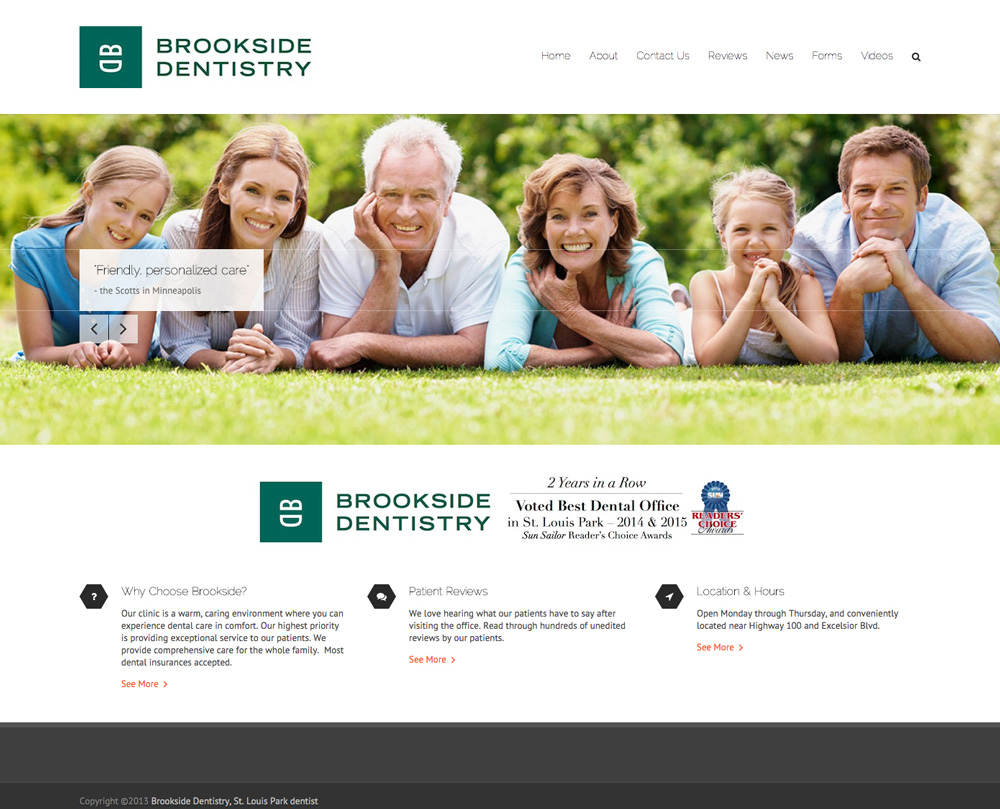 DB
BROOKSIDE
DENTISTRY
Home About Contact Us Reviews News Forms Videos
"Friendly, personalized care"
- the Scotts in Minneapolis
DB
BROOKSIDE
DENTISTRY
2 Years in a Row
Voted Best Dental Office
in St. Louis Park – 2014 & 2015
Sun Sailor Reader's Choice Awards
SUN
READERS'
CHOICE
Awards
?
Why Choose Brookside?
Our clinic is a warm, caring environment where you can
experience dental care in comfort. Our highest priority
is providing exceptional service to our patients. We
provide comprehensive care for the whole family. Most
dental insurances accepted.
See More
Patient Reviews
We love hearing what our patients have to say after
visiting the office. Read through hundreds of unedited
reviews by our patients.
See More
Location & Hours
Open Monday through Thursday, and conveniently
located near Highway 100 and Excelsior Blvd.
See More
Copyright ©2013 Brookside Dentistry, St. Louis Park dentist